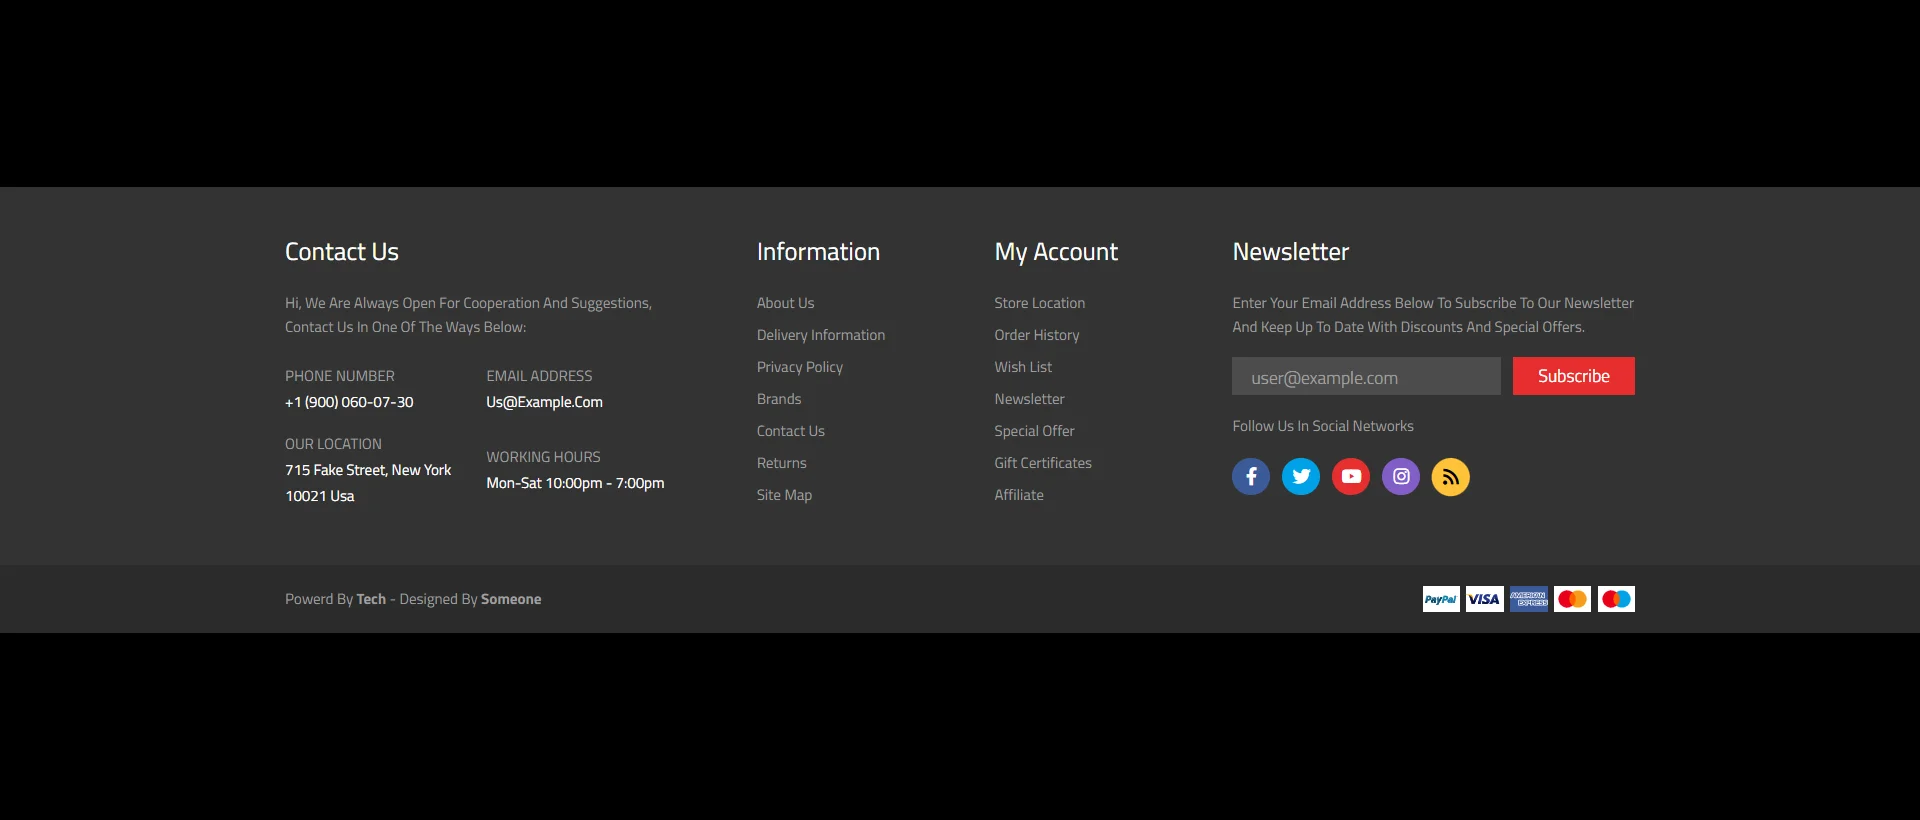 Contact Us
Hi, We Are Always Open For Cooperation And Suggestions,
Contact Us In One Of The Ways Below:
PHONE NUMBER
+1 (900) 060-07-30
EMAIL ADDRESS
Us@Example.Com
OUR LOCATION
715 Fake Street, New York
10021 Usa
WORKING HOURS
Mon-Sat 10:00pm - 7:00pm
Information
About Us
Delivery Information
Privacy Policy
Brands
Contact Us
Returns
Site Map
My Account
Store Location
Order History
Wish List
Newsletter
Special Offer
Gift Certificates
Affiliate
Newsletter
Enter Your Email Address Below To Subscribe To Our Newsletter
And Keep Up To Date With Discounts And Special Offers.
user@example.com
Subscribe
Follow Us In Social Networks
Powerd By Tech - Designed By Someone
PayPal
VISA
AMERICAN
EXPRESS